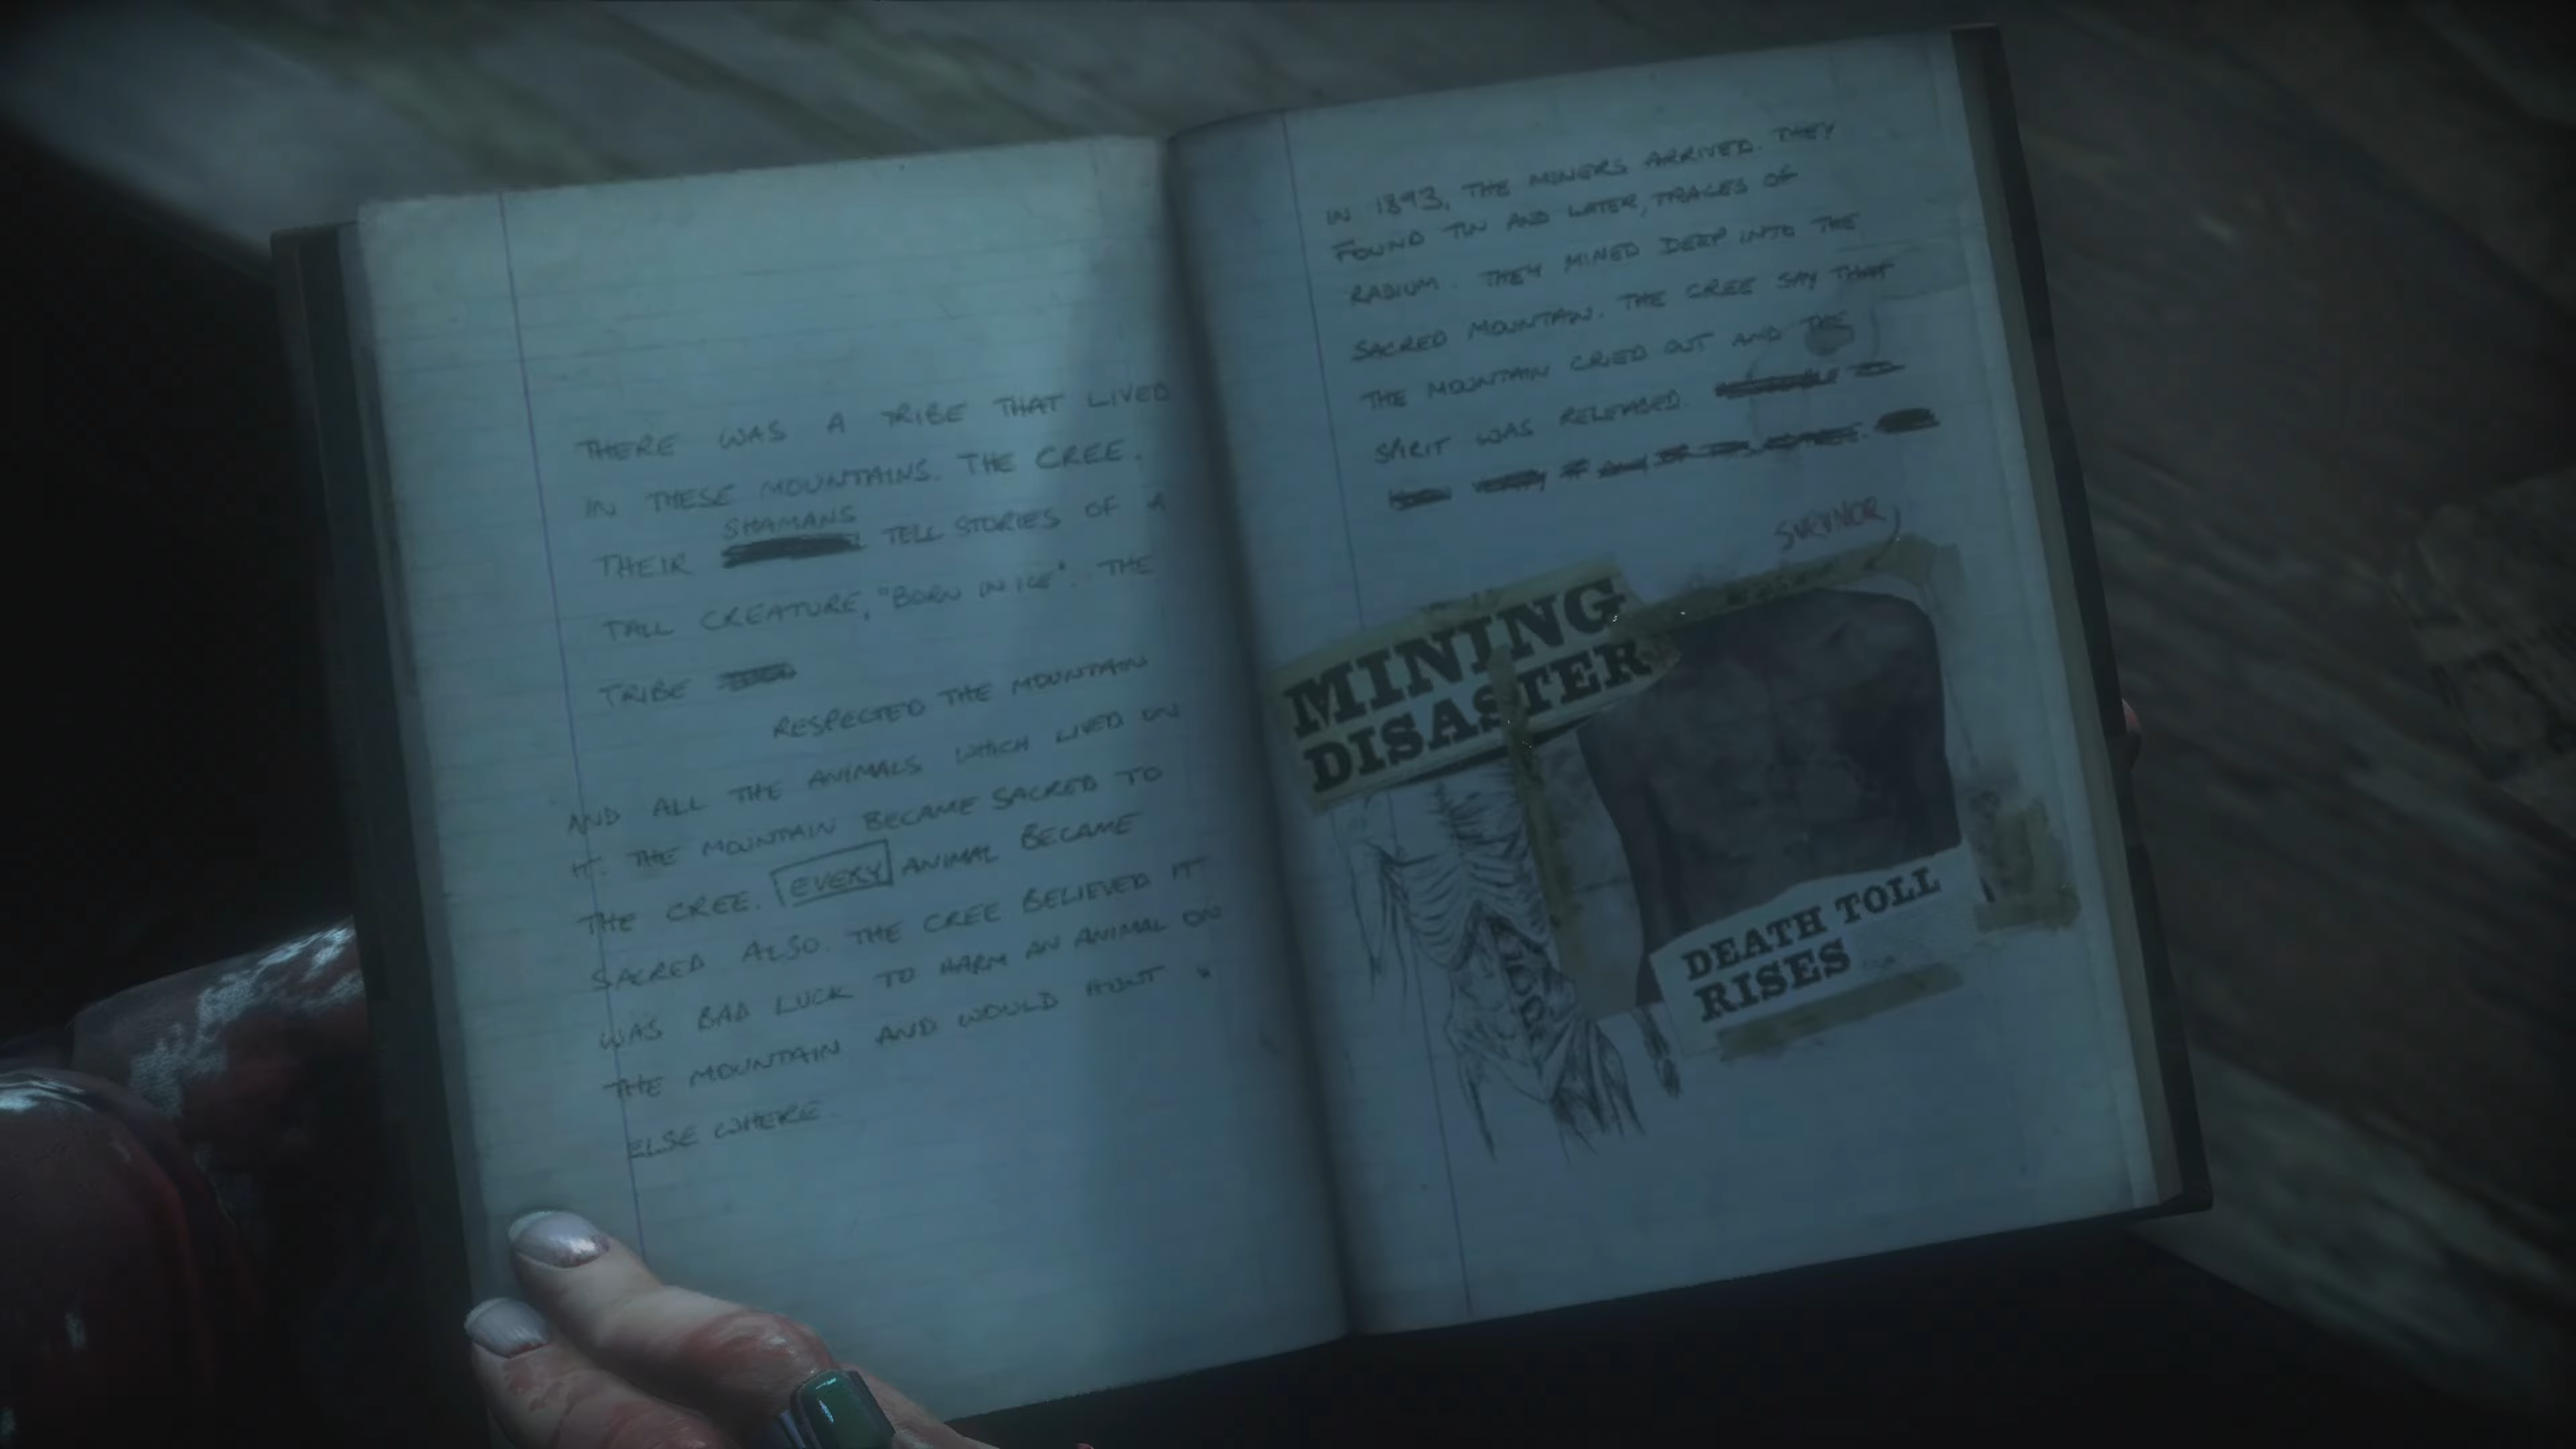 THERE WAS A TRIBE THAT LIVED
IN THESE MOUNTAINS. THE CREE.
SHAMANS
THEIR TELL STORIES OF A
TALL CREATURE, "BORN IN ICE". THE
TRIBE
RESPECTED THE MOUNTAIN
AND ALL THE ANIMALS WHICH LIVED ON
IT. THE MOUNTAIN BECAME SACRED TO
THE CREE. EVERY ANIMAL BECAME
SACRED ALSO. THE CREE BELIEVED IT
WAS BAD LUCK TO HARM AN ANIMAL ON
THE MOUNTAIN AND WOULD HUNT
ELSE WHERE.
IN 1893, THE MINERS ARRIVED. THEY
FOUND TIN AND LATER, TRACES OF
RADIUM. THEY MINED DEEP INTO THE
SACRED MOUNTAIN. THE CREE SAY THAT
THE MOUNTAIN CRIED OUT AND THE
SPIRIT WAS RELEASED.
SURVIVOR
MINING
DISASTER
DEATH TOLL
RISES